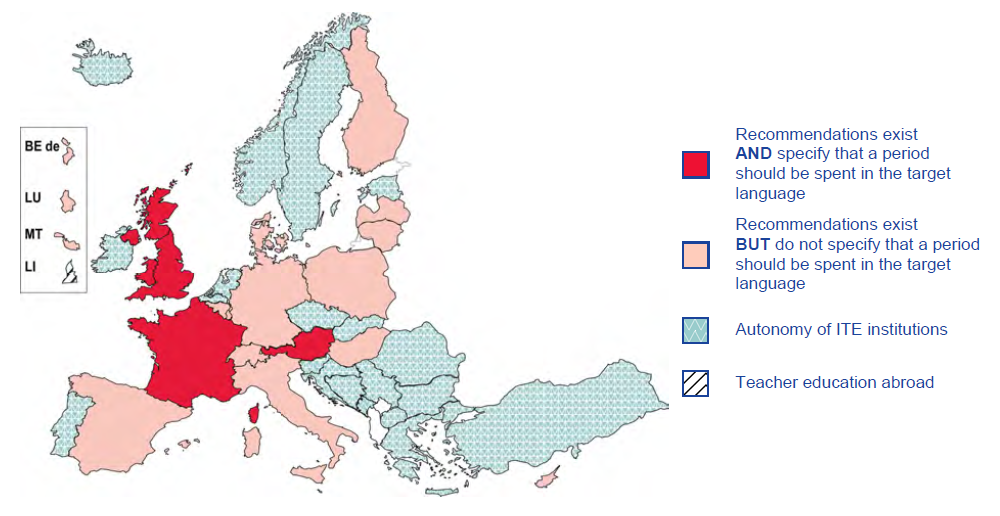 BE de
LU
MT
LI
Recommendations exist
AND specify that a period
should be spent in the target
language
Recommendations exist
BUT do not specify that a period
should be spent in the target
language
Autonomy of ITE institutions
Teacher education abroad